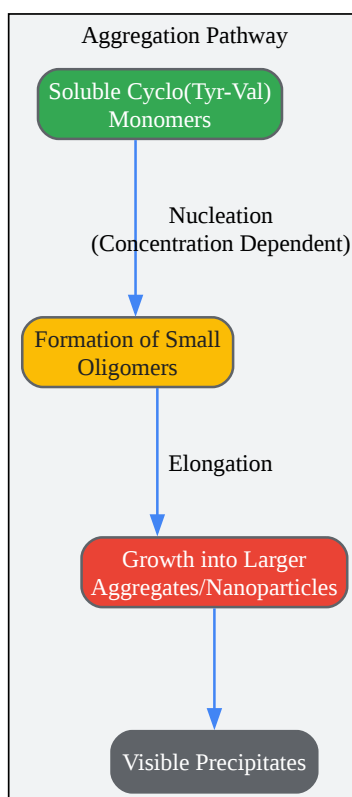 Aggregation Pathway
Soluble Cyclo(Tyr-Val)
Monomers
Nucleation
(Concentration Dependent)
Formation of Small
Oligomers
Elongation
Growth into Larger
Aggregates/Nanoparticles
Visible Precipitates